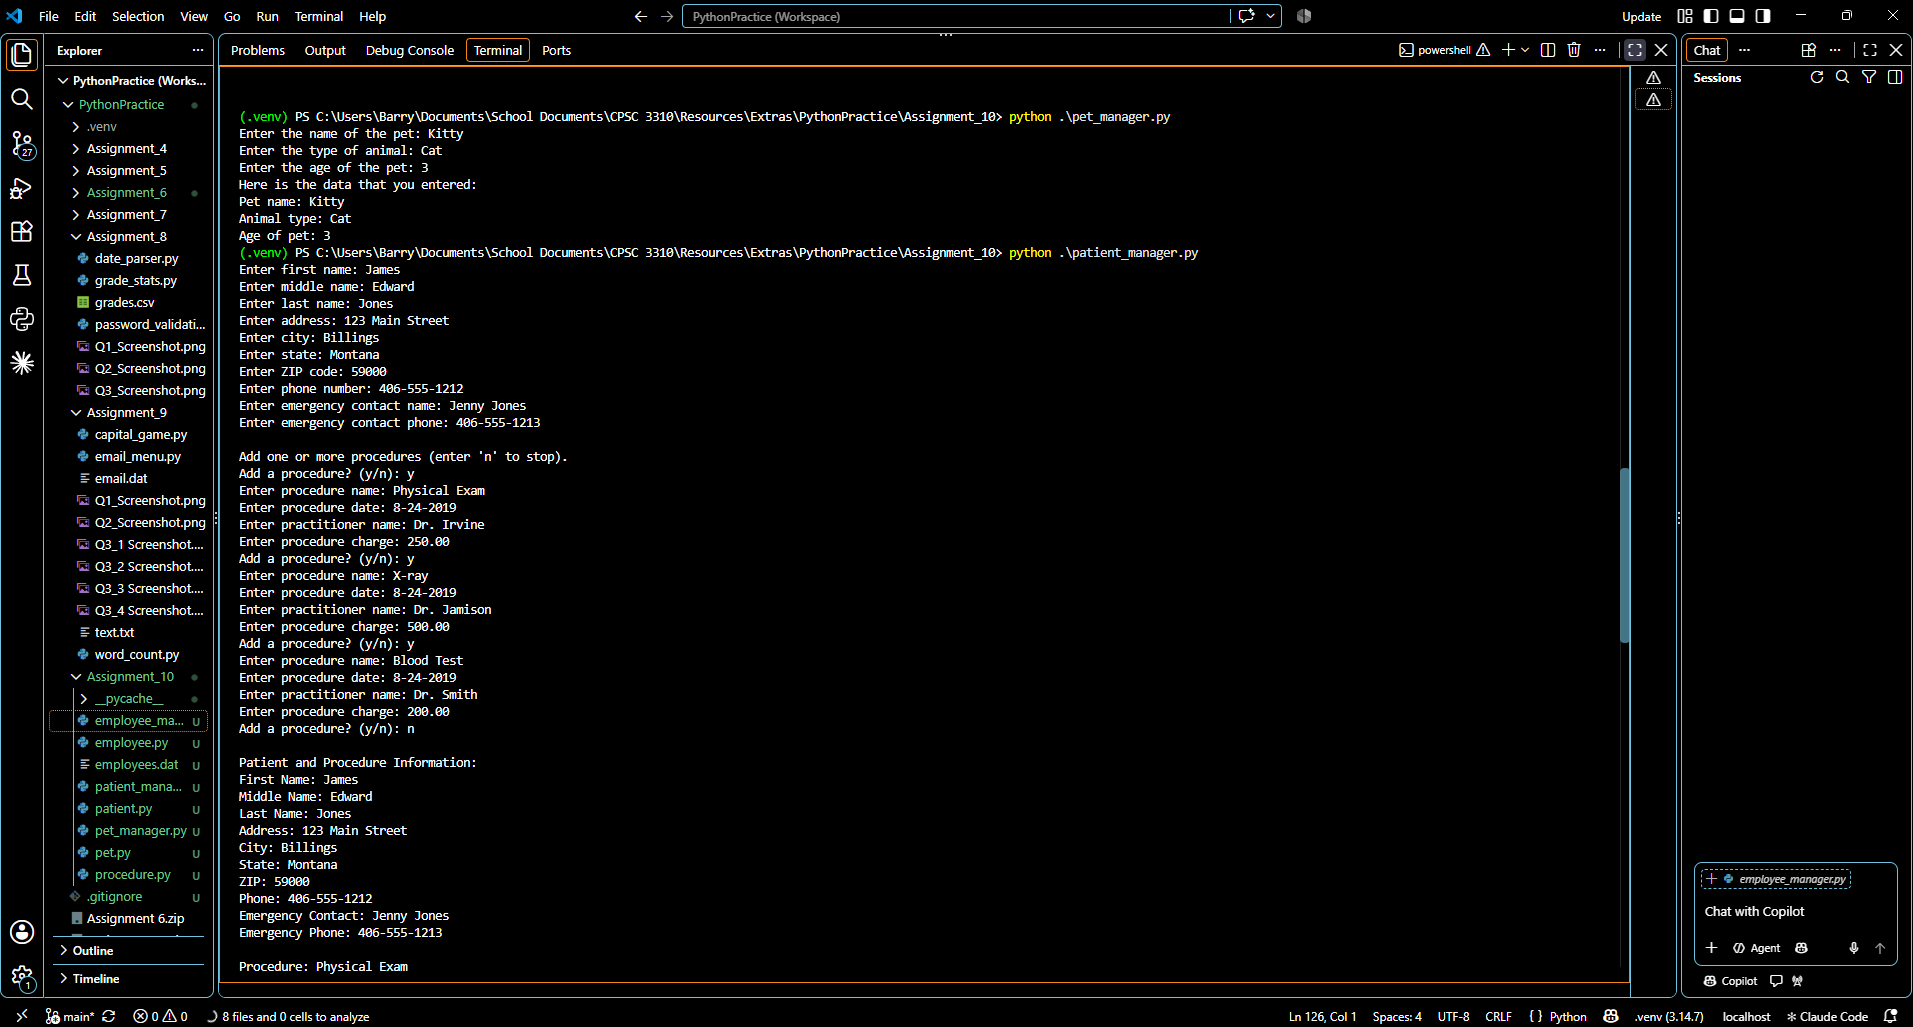 File Edit Selection View Go Run Terminal Help
PythonPractice (Workspace)
Update
Explorer
Problems Output Debug Console Terminal Ports
powershell
Chat
Sessions
PythonPractice (Works...
PythonPractice
.venv
Assignment_4
Assignment_5
Assignment_6
Assignment_7
Assignment_8
date_parser.py
grade_stats.py
grades.csv
password_validati...
Q1_Screenshot.png
Q2_Screenshot.png
Q3_Screenshot.png
Assignment_9
capital_game.py
email_menu.py
email.dat
Q1_Screenshot.png
Q2_Screenshot.png
Q3_1 Screenshot....
Q3_2 Screenshot....
Q3_3 Screenshot....
Q3_4 Screenshot....
text.txt
word_count.py
Assignment_10
__pycache__
employee_ma... U
employee.py U
employees.dat U
patient_mana... U
patient.py U
pet_manager.py U
pet.py U
procedure.py U
.gitignore U
Assignment 6.zip
Outline
Timeline
27
1
(.venv) PS C:\Users\Barry\Documents\School Documents\CPSC 3310\Resources\Extras\PythonPractice\Assignment_10> python .\pet_manager.py
Enter the name of the pet: Kitty
Enter the type of animal: Cat
Enter the age of the pet: 3
Here is the data that you entered:
Pet name: Kitty
Animal type: Cat
Age of pet: 3
(.venv) PS C:\Users\Barry\Documents\School Documents\CPSC 3310\Resources\Extras\PythonPractice\Assignment_10> python .\patient_manager.py
Enter first name: James
Enter middle name: Edward
Enter last name: Jones
Enter address: 123 Main Street
Enter city: Billings
Enter state: Montana
Enter ZIP code: 59000
Enter phone number: 406-555-1212
Enter emergency contact name: Jenny Jones
Enter emergency contact phone: 406-555-1213
Add one or more procedures (enter 'n' to stop).
Add a procedure? (y/n): y
Enter procedure name: Physical Exam
Enter procedure date: 8-24-2019
Enter practitioner name: Dr. Irvine
Enter procedure charge: 250.00
Add a procedure? (y/n): y
Enter procedure name: X-ray
Enter procedure date: 8-24-2019
Enter practitioner name: Dr. Jamison
Enter procedure charge: 500.00
Add a procedure? (y/n): y
Enter procedure name: Blood Test
Enter procedure date: 8-24-2019
Enter practitioner name: Dr. Smith
Enter procedure charge: 200.00
Add a procedure? (y/n): n
Patient and Procedure Information:
First Name: James
Middle Name: Edward
Last Name: Jones
Address: 123 Main Street
City: Billings
State: Montana
ZIP: 59000
Phone: 406-555-1212
Emergency Contact: Jenny Jones
Emergency Phone: 406-555-1213
Procedure: Physical Exam
employee_manager.py
Chat with Copilot
Agent
Copilot
main* 0 0 8 files and 0 cells to analyze
Ln 126, Col 1 Spaces: 4 UTF-8 CRLF { } Python .venv (3.14.7) localhost Claude Code